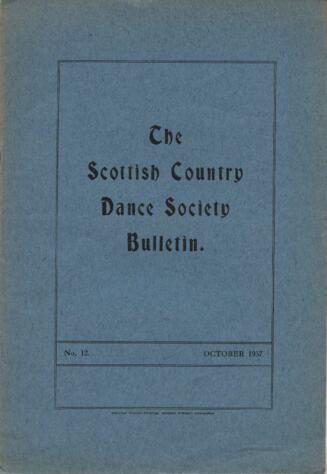 The
Scottish Country
Dance Society
Bulletin.
No. 12. OCTOBER 1937